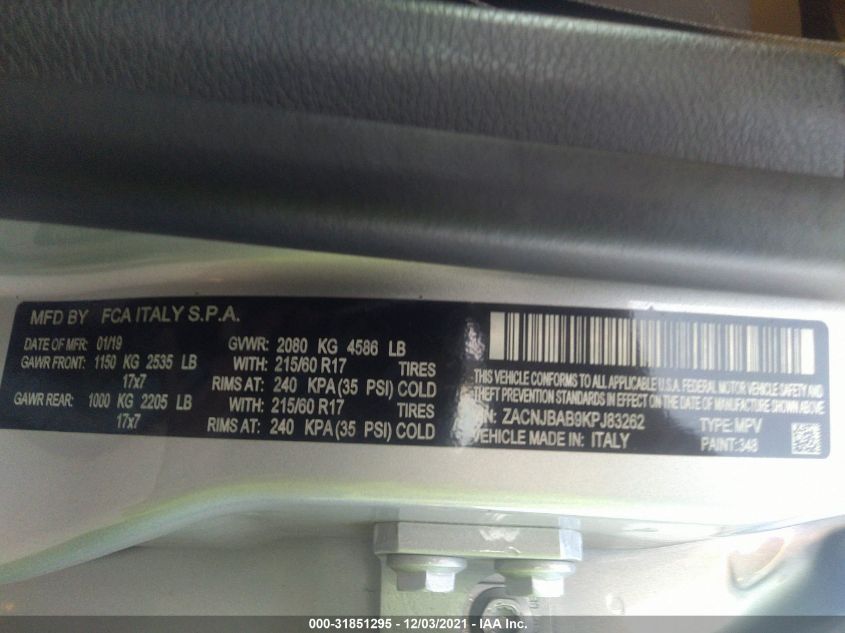 MFD BY FCA ITALY S.P.A.
DATE OF MFR: 01/19 GVWR: 2080 KG 4586 LB
GAWR FRONT: 1150 KG 2535 LB WITH: 215/60 R17 TIRES
17x7 RIMS AT: 240 KPA (35 PSI) COLD
GAWR REAR: 1000 KG 2205 LB WITH: 215/60 R17 TIRES
17x7 RIMS AT: 240 KPA (35 PSI) COLD
THIS VEHICLE CONFORMS TO ALL APPLICABLE U.S.A. FEDERAL MOTOR VEHICLE SAFETY AND
THEFT PREVENTION STANDARDS IN EFFECT ON THE DATE OF MANUFACTURE SHOWN ABOVE.
VIN: ZACNJBAB9KPJ83262 TYPE: MPV
VEHICLE MADE IN: ITALY PAINT: 348
000-31851295 - 12/03/2021 - IAA Inc.